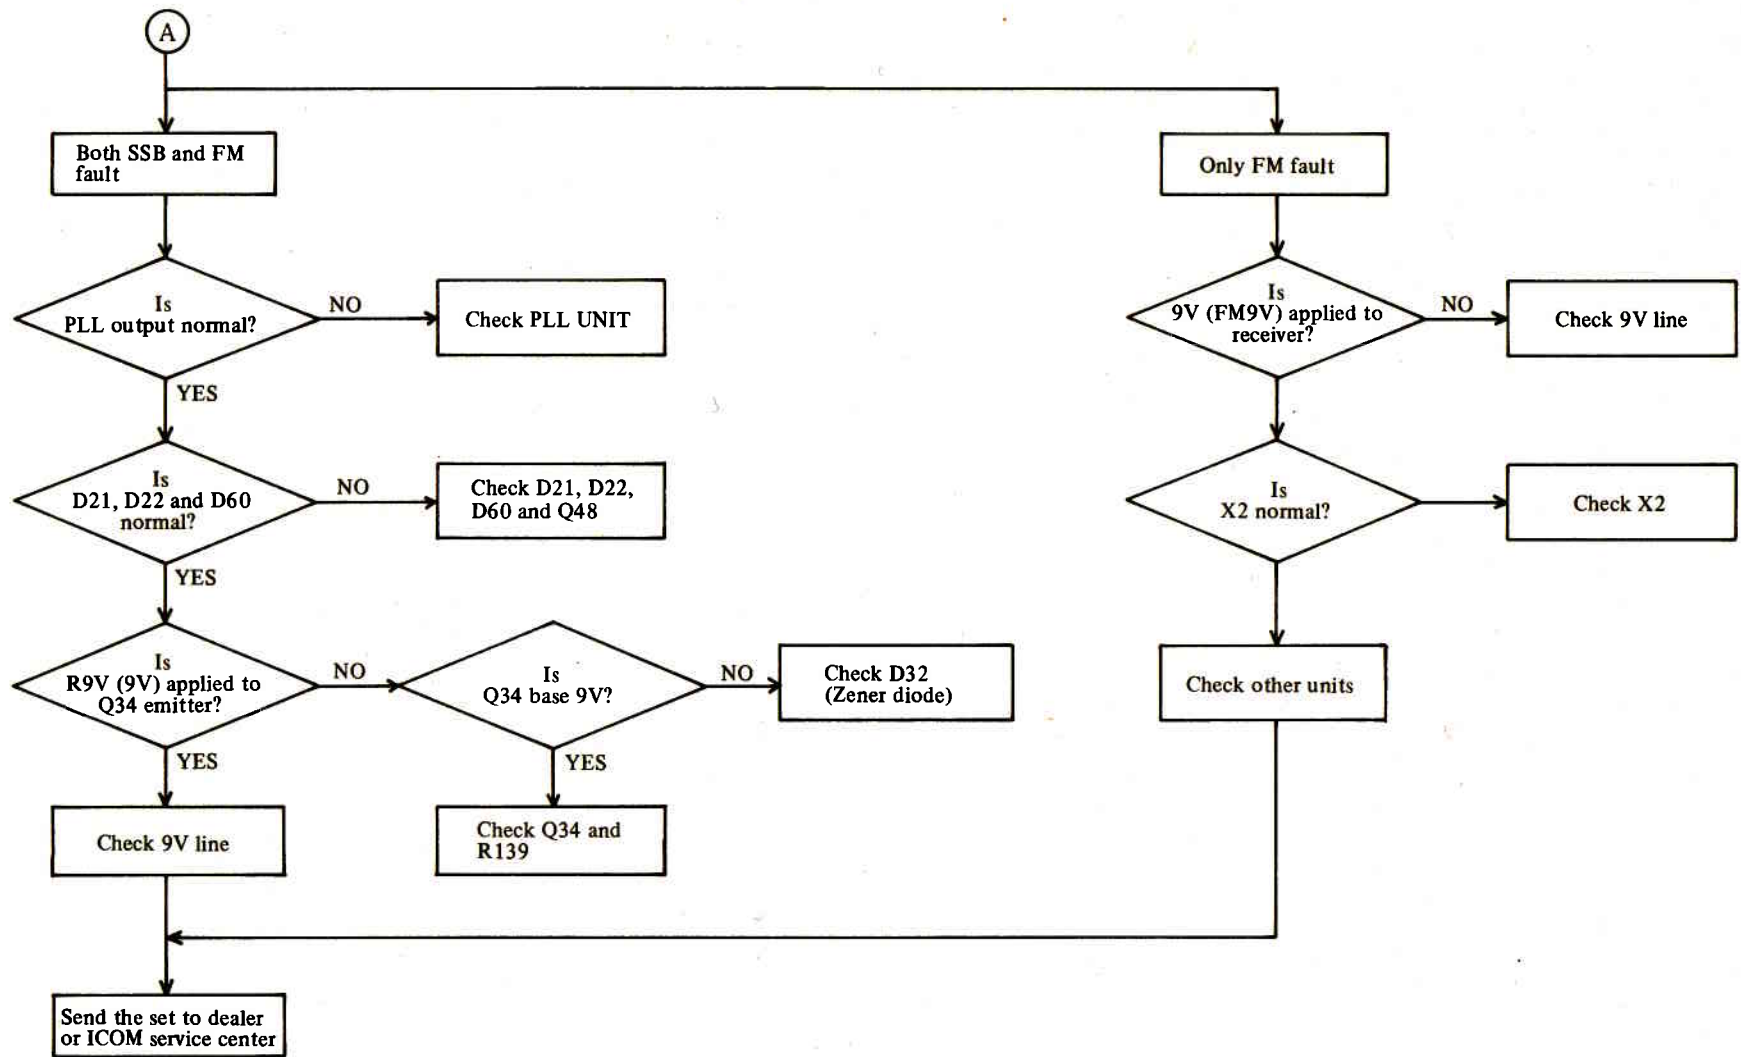 A
Both SSB and FM
fault
Only FM fault
Is
PLL output normal?
NO
Check PLL UNIT
Is
9V (FM9V) applied to
receiver?
NO
Check 9V line
YES
Is
D21, D22 and D60
normal?
NO
Check D21, D22,
D60 and Q48
Is
X2 normal?
Check X2
YES
Is
R9V (9V) applied to
Q34 emitter?
NO
Is
Q34 base 9V?
NO
Check D32
(Zener diode)
Check other units
YES
YES
Check 9V line
Check Q34 and
R139
Send the set to dealer
or ICOM service center